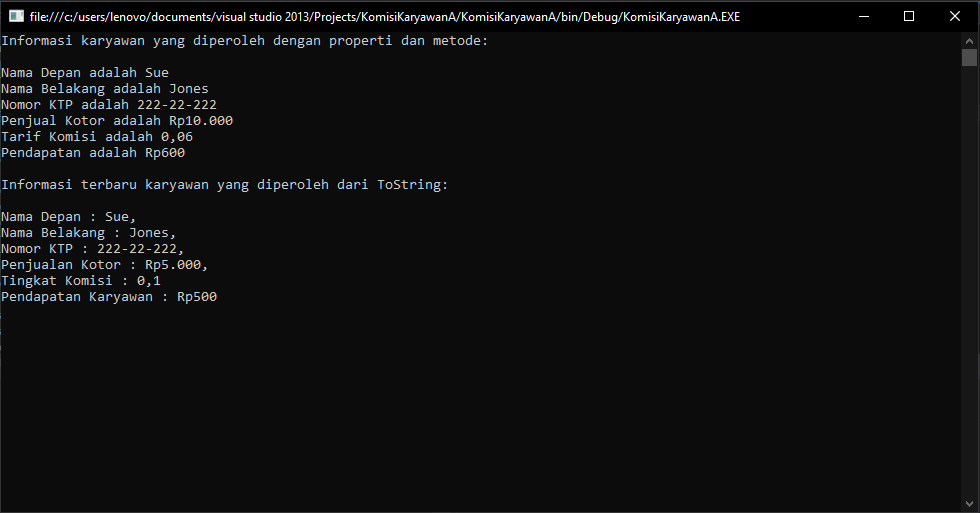 file:///c:/users/lenovo/documents/visual studio 2013/Projects/KomisiKaryawanA/KomisiKaryawanA/bin/Debug/KomisiKaryawanA.EXE
Informasi karyawan yang diperoleh dengan properti dan metode:
Nama Depan adalah Sue
Nama Belakang adalah Jones
Nomor KTP adalah 222-22-222
Penjual Kotor adalah Rp10.000
Tarif Komisi adalah 0,06
Pendapatan adalah Rp600
Informasi terbaru karyawan yang diperoleh dari ToString:
Nama Depan : Sue,
Nama Belakang : Jones,
Nomor KTP : 222-22-222,
Penjualan Kotor : Rp5.000,
Tingkat Komisi : 0,1
Pendapatan Karyawan : Rp500